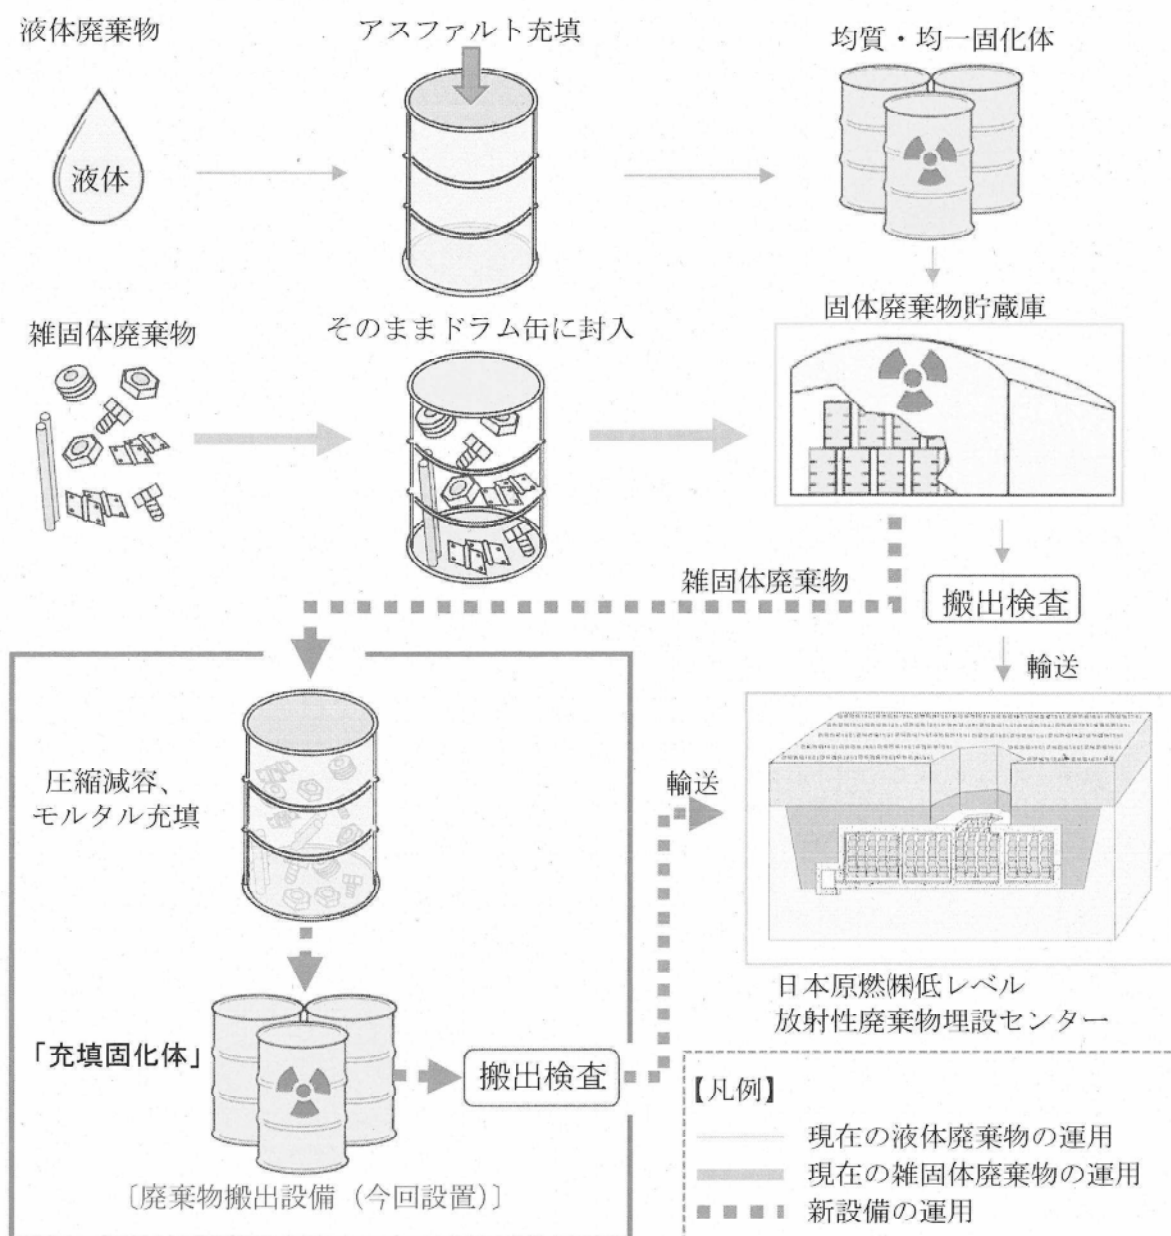 液体廃棄物
アスファルト充填
均質・均一固化体
液体
固体廃棄物貯蔵庫
雑固体廃棄物
そのままドラム缶に封入
雑固体廃棄物
搬出検査
輸送
圧縮減容、
モルタル充填
輸送
日本原燃㈱低レベル
放射性廃棄物埋設センター
「充填固化体」
搬出検査
〔廃棄物搬出設備（今回設置）〕
【凡例】
現在の液体廃棄物の運用
現在の雑固体廃棄物の運用
新設備の運用